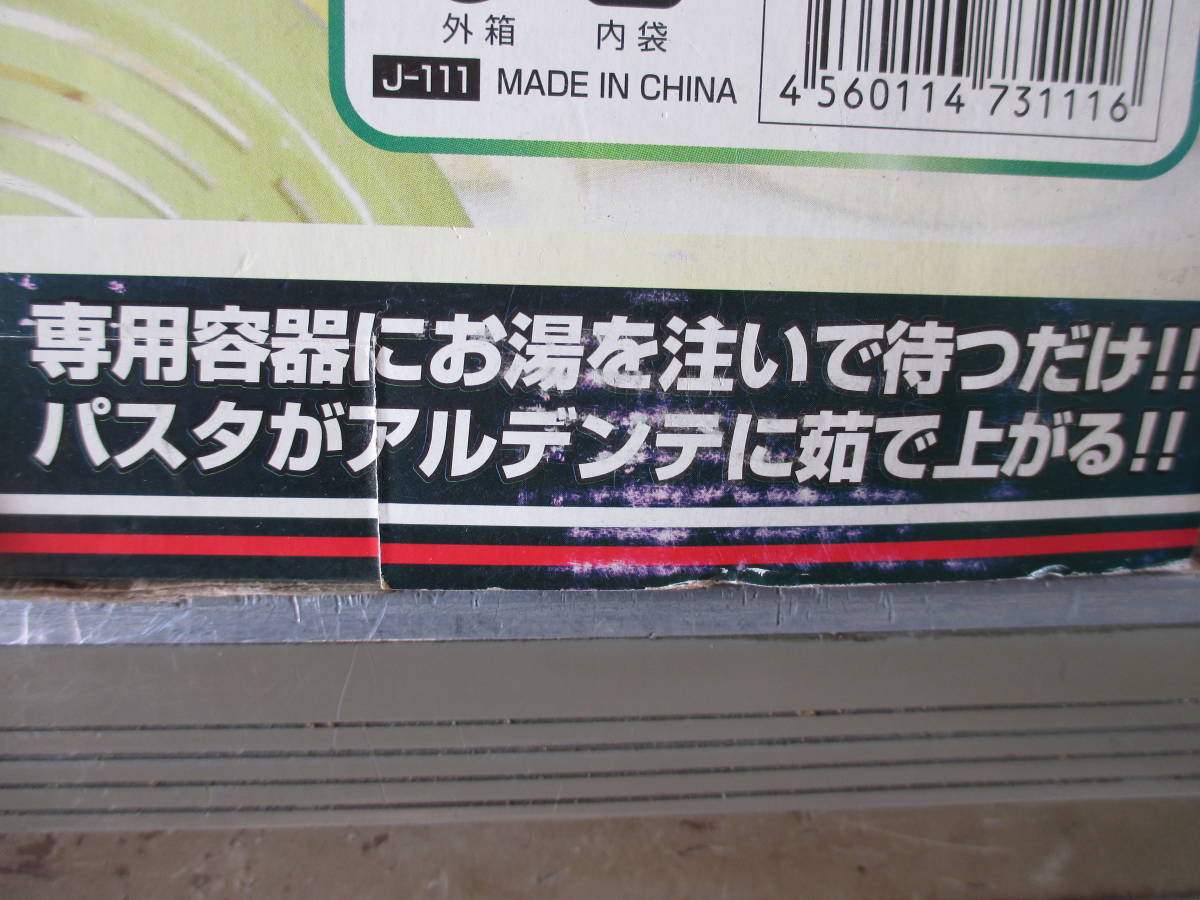 外箱 内袋
J-111 MADE IN CHINA
4 560114 731116
専用容器にお湯を注いで待つだけ!!
パスタがアルデンテに茹で上がる!!